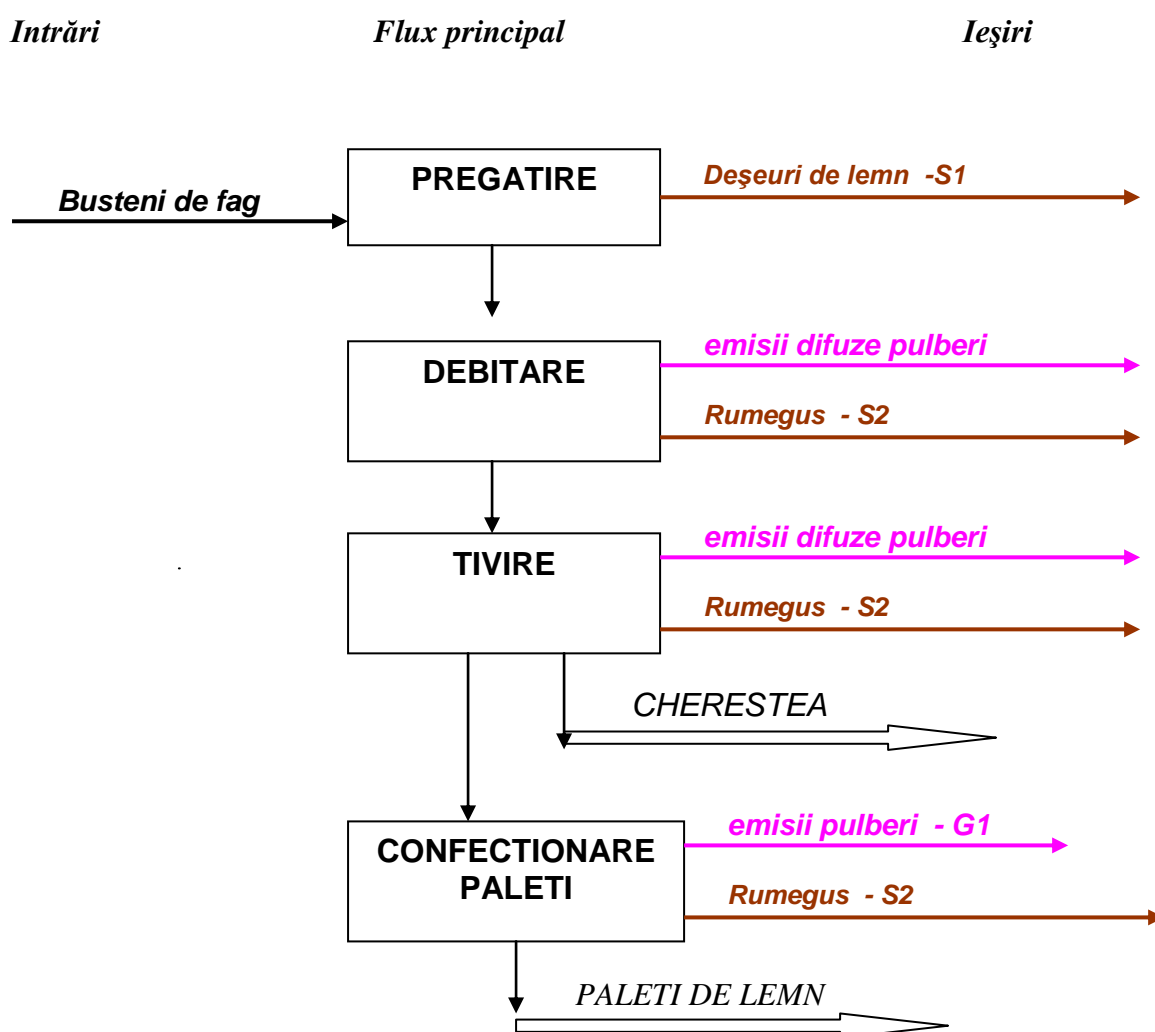 Intrări Flux principal Ieşiri
PREGATIRE
Deşeuri de lemn -S1
Busteni de fag
emisii difuze pulberi
DEBITARE
Rumegus - S2
emisii difuze pulberi
TIVIRE
Rumegus - S2
CHERESTEA
emisii pulberi - G1
CONFECTIONARE
PALETI
Rumegus - S2
PALETI DE LEMN